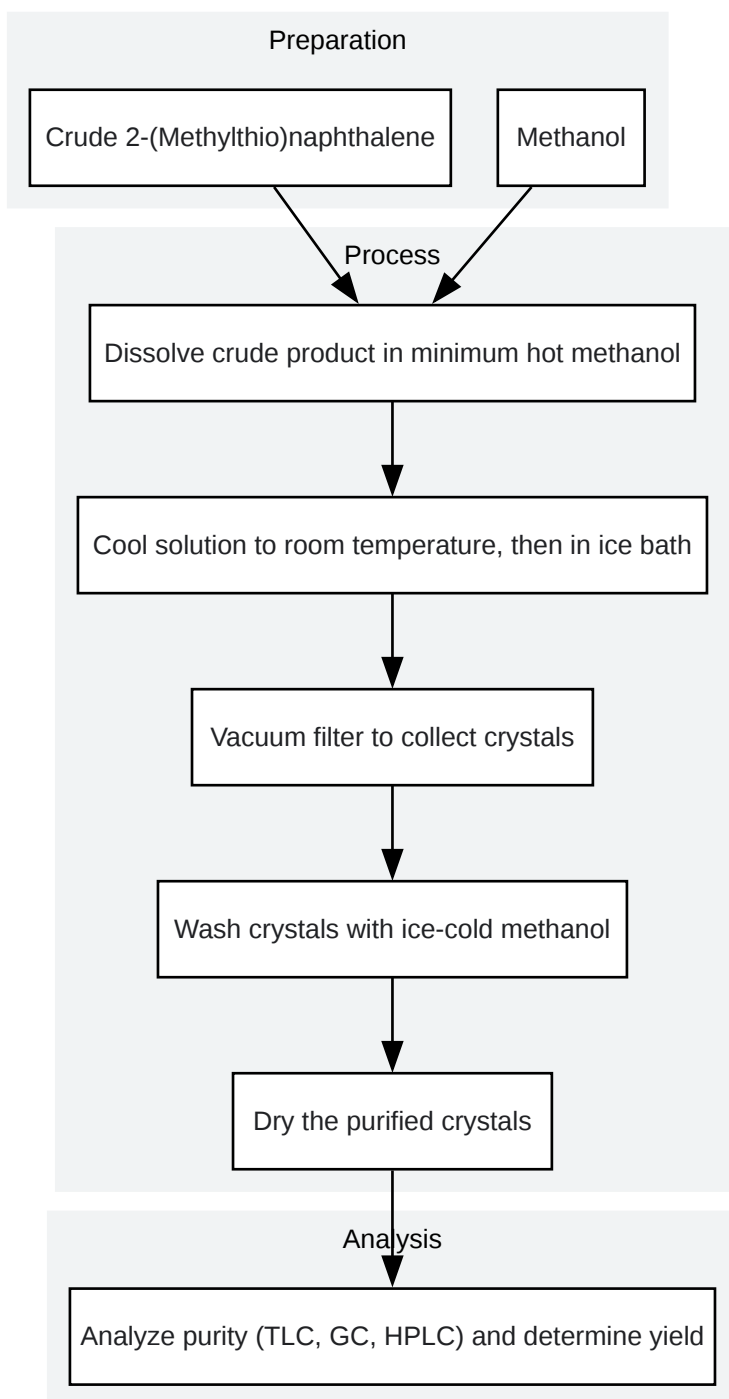 Preparation
Crude 2-(Methylthio)naphthalene
Methanol
Process
Dissolve crude product in minimum hot methanol
Cool solution to room temperature, then in ice bath
Vacuum filter to collect crystals
Wash crystals with ice-cold methanol
Dry the purified crystals
Analysis
Analyze purity (TLC, GC, HPLC) and determine yield